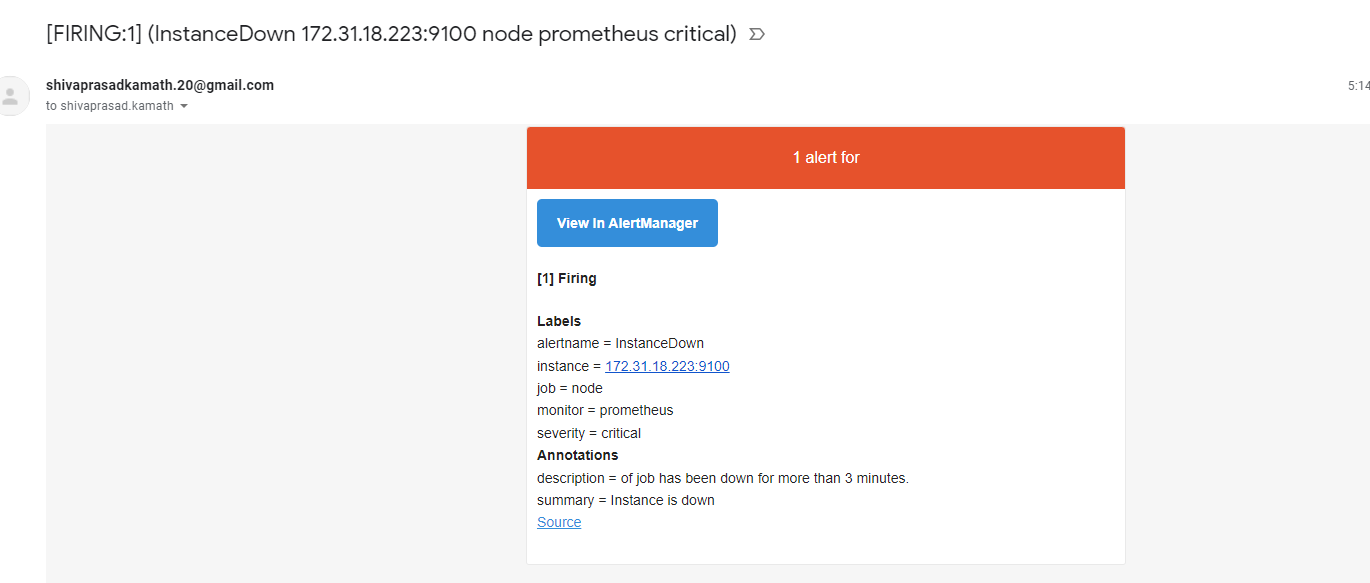 [FIRING:1] (InstanceDown 172.31.18.223:9100 node prometheus critical)
shivaprasadkamath.20@gmail.com
5:14
to shivaprasad.kamath
1 alert for
View In AlertManager
[1] Firing
Labels
alertname = InstanceDown
instance = 172.31.18.223:9100
job = node
monitor = prometheus
severity = critical
Annotations
description = of job has been down for more than 3 minutes.
summary = Instance is down
Source